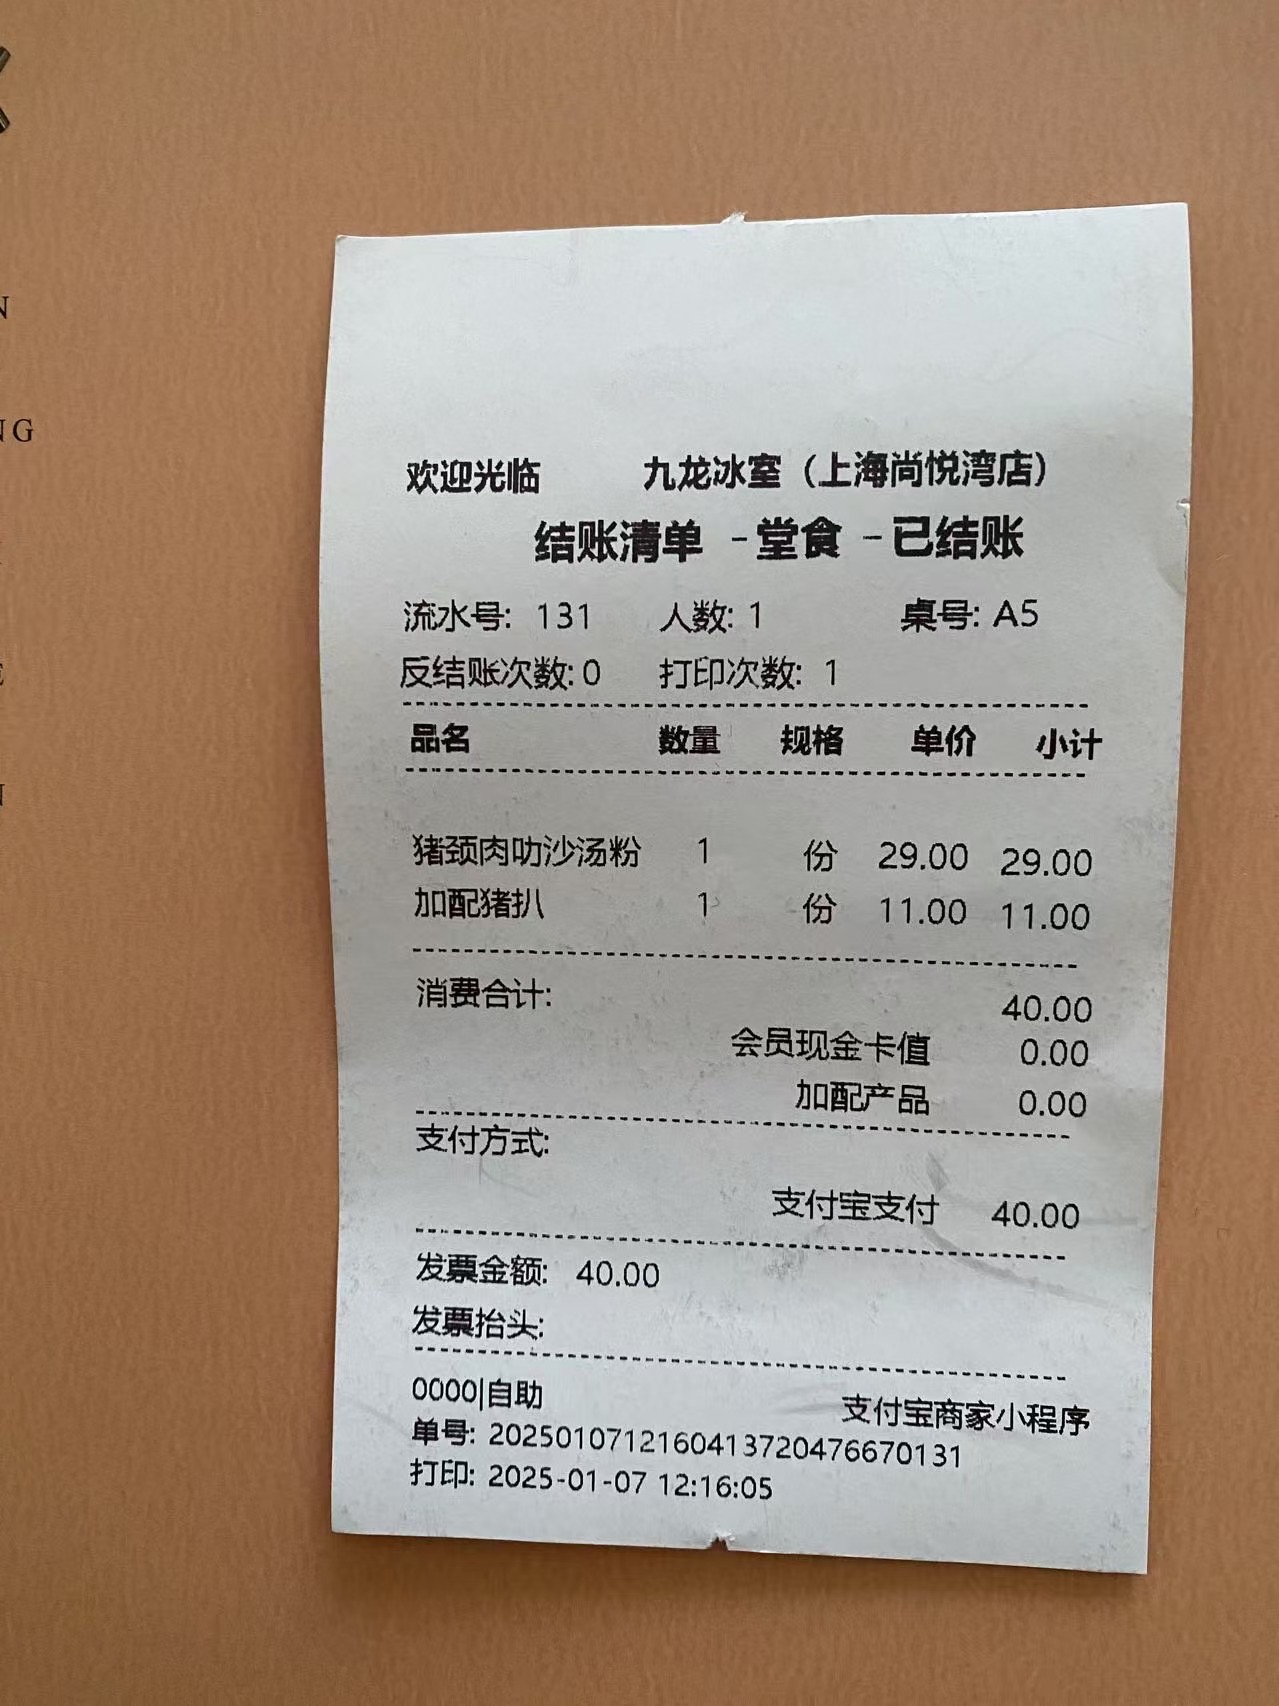 N
NG
欢迎光临 九龙冰室（上海尚悦湾店）
结账清单 -堂食 -已结账
流水号: 131 人数: 1 桌号: A5
反结账次数: 0 打印次数: 1
品名 数量 规格 单价 小计
猪颈肉叻沙汤粉 1 份 29.00 29.00
加配猪扒 1 份 11.00 11.00
消费合计: 40.00
会员现金卡值 0.00
加配产品 0.00
支付方式:
支付宝支付 40.00
发票金额: 40.00
发票抬头:
0000|自助 支付宝商家小程序
单号: 2025010712160413720476670131
打印: 2025-01-07 12:16:05